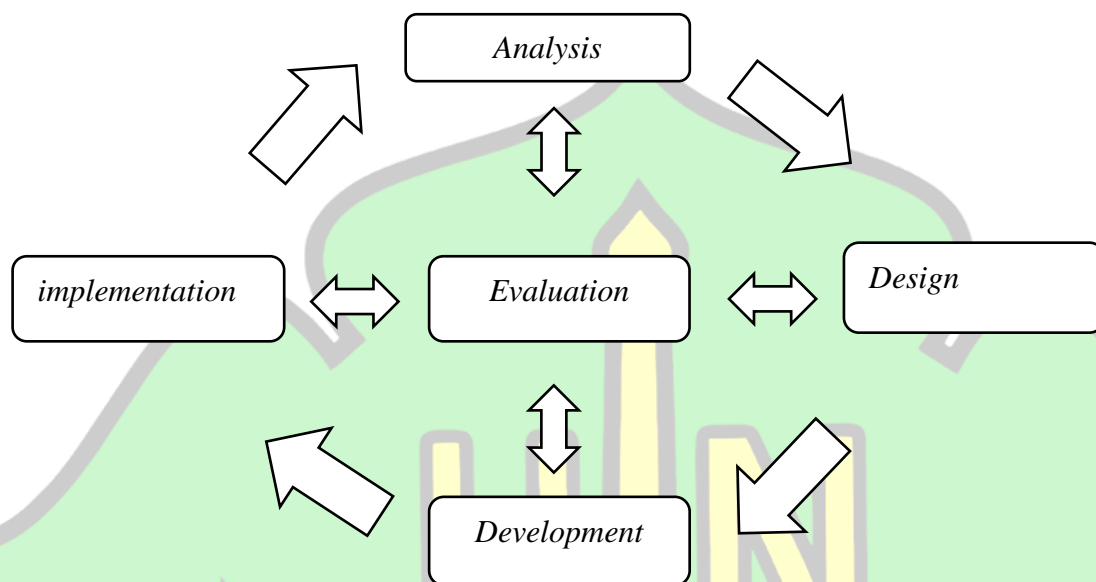 Analysis
implementation
Evaluation
Design
Development